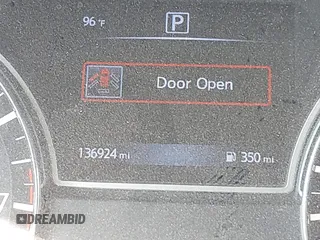 96 °F
P
Door Open
136924 mi 350 mi
DREAMBID